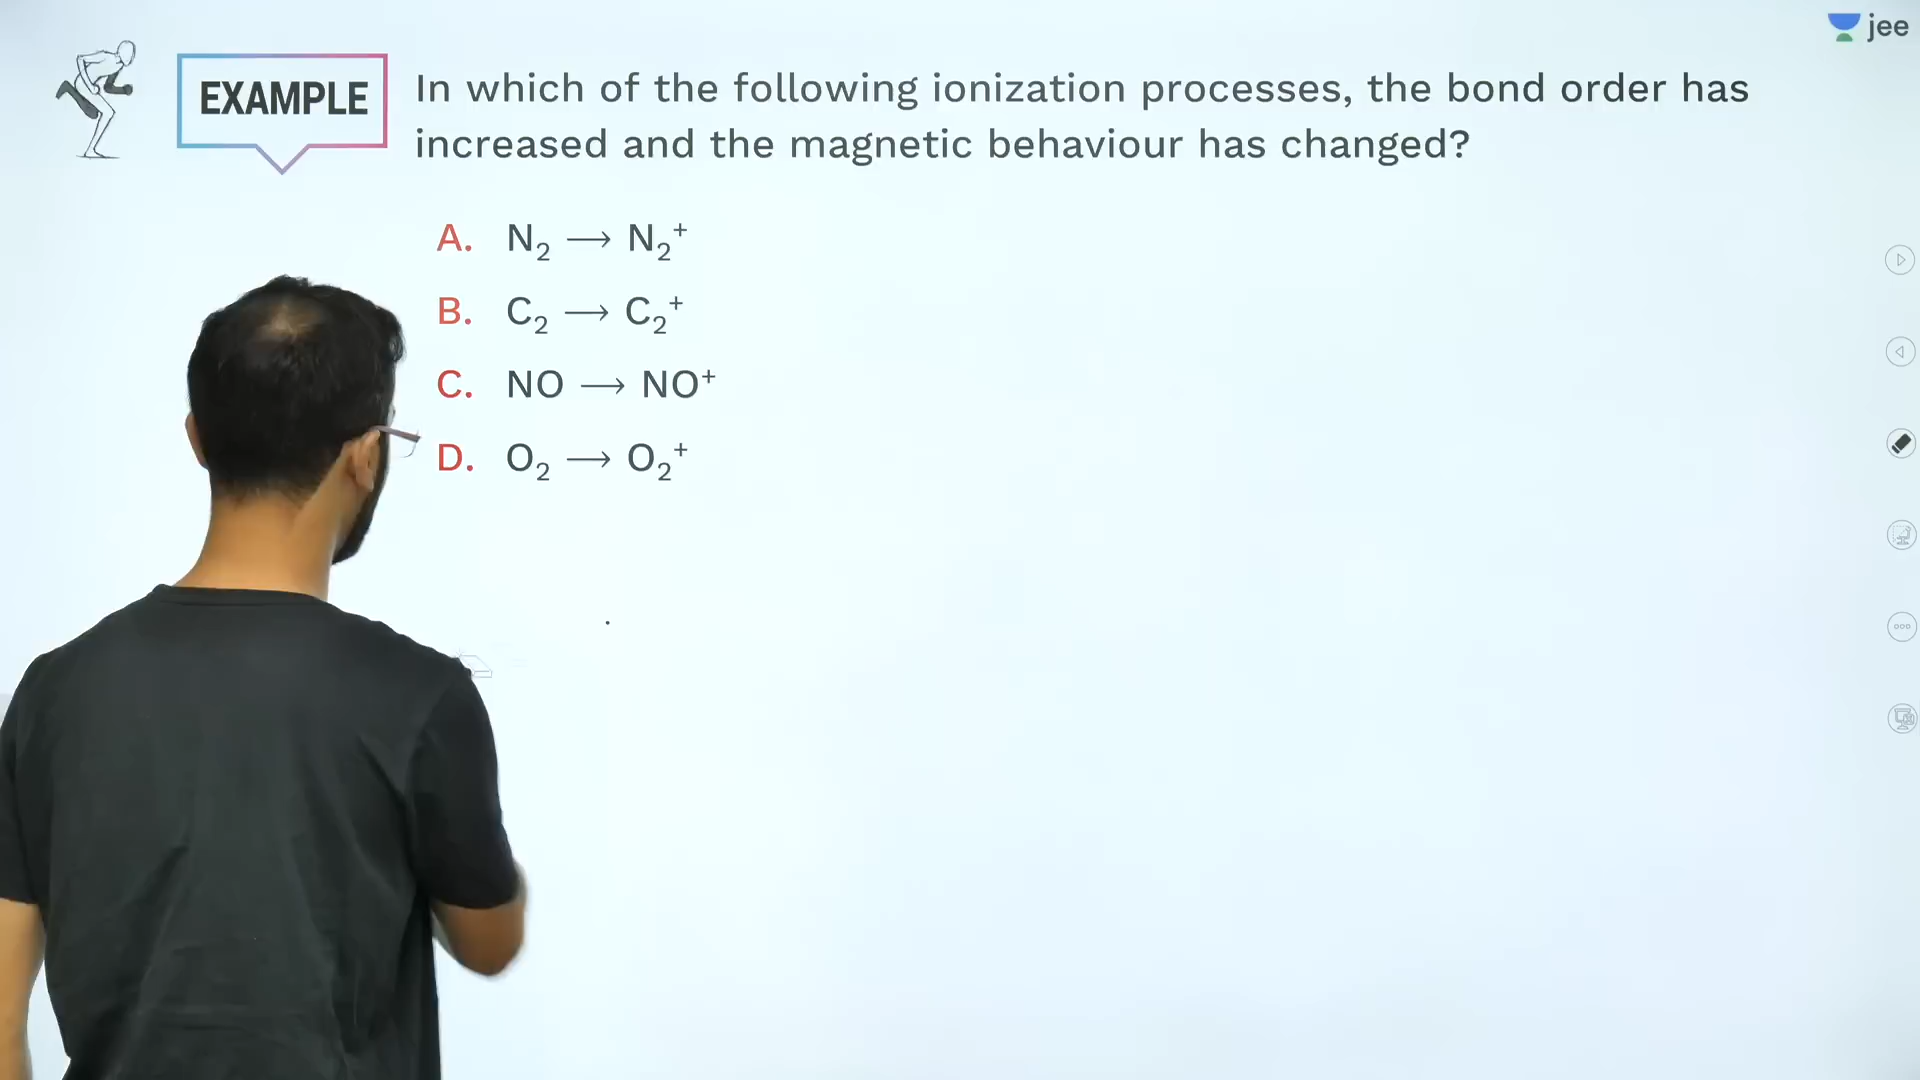 jee
EXAMPLE
In which of the following ionization processes, the bond order has
increased and the magnetic behaviour has changed?
A. N₂ ⟶ N₂⁺
B. C₂ ⟶ C₂⁺
C. NO ⟶ NO⁺
D. O₂ ⟶ O₂⁺